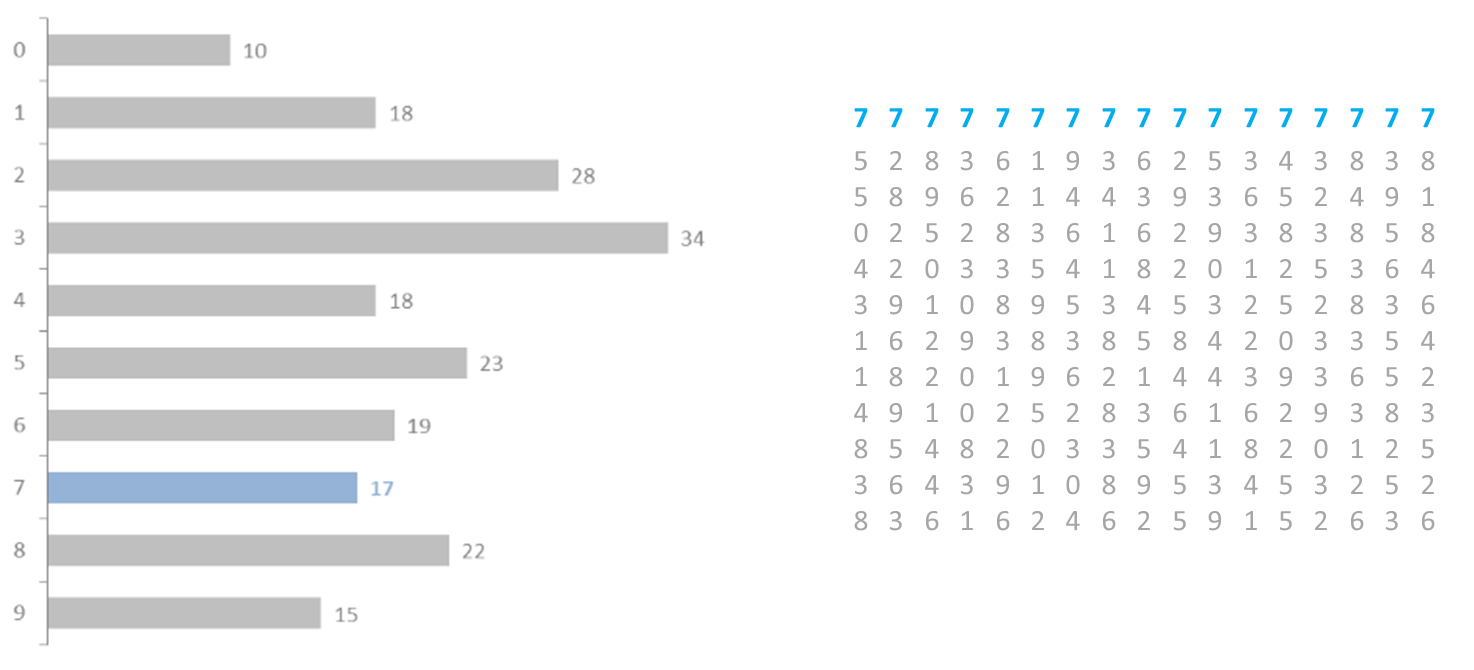 0 10
1 18
2 28
3 34
4 18
5 23
6 19
7 17
8 22
9 15
7 7 7 7 7 7 7 7 7 7 7 7 7 7 7 7 7
5 2 8 3 6 1 9 3 6 2 5 3 4 3 8 3 8
5 8 9 6 2 1 4 4 3 9 3 6 5 2 4 9 1
0 2 5 2 8 3 6 1 6 2 9 3 8 3 8 5 8
4 2 0 3 3 5 4 1 8 2 0 1 2 5 3 6 4
3 9 1 0 8 9 5 3 4 5 3 2 5 2 8 3 6
1 6 2 9 3 8 3 8 5 8 4 2 0 3 3 5 4
1 8 2 0 1 9 6 2 1 4 4 3 9 3 6 5 2
4 9 1 0 2 5 2 8 3 6 1 6 2 9 3 8 3
8 5 4 8 2 0 3 3 5 4 1 8 2 0 1 2 5
3 6 4 3 9 1 0 8 9 5 3 4 5 3 2 5 2
8 3 6 1 6 2 4 6 2 5 9 1 5 2 6 3 6